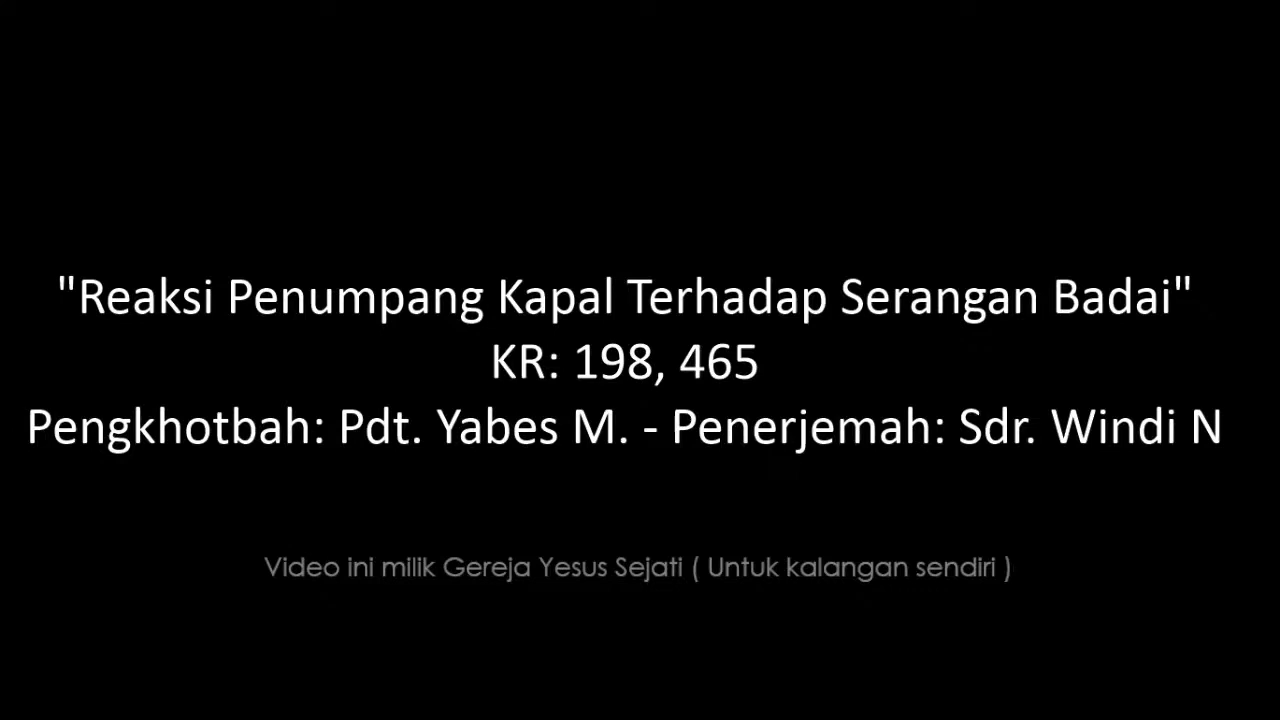 "Reaksi Penumpang Kapal Terhadap Serangan Badai"
KR: 198, 465
Pengkhotbah: Pdt. Yabes M. - Penerjemah: Sdr. Windi N
Video ini milik Gereja Yesus Sejati ( Untuk kalangan sendiri )